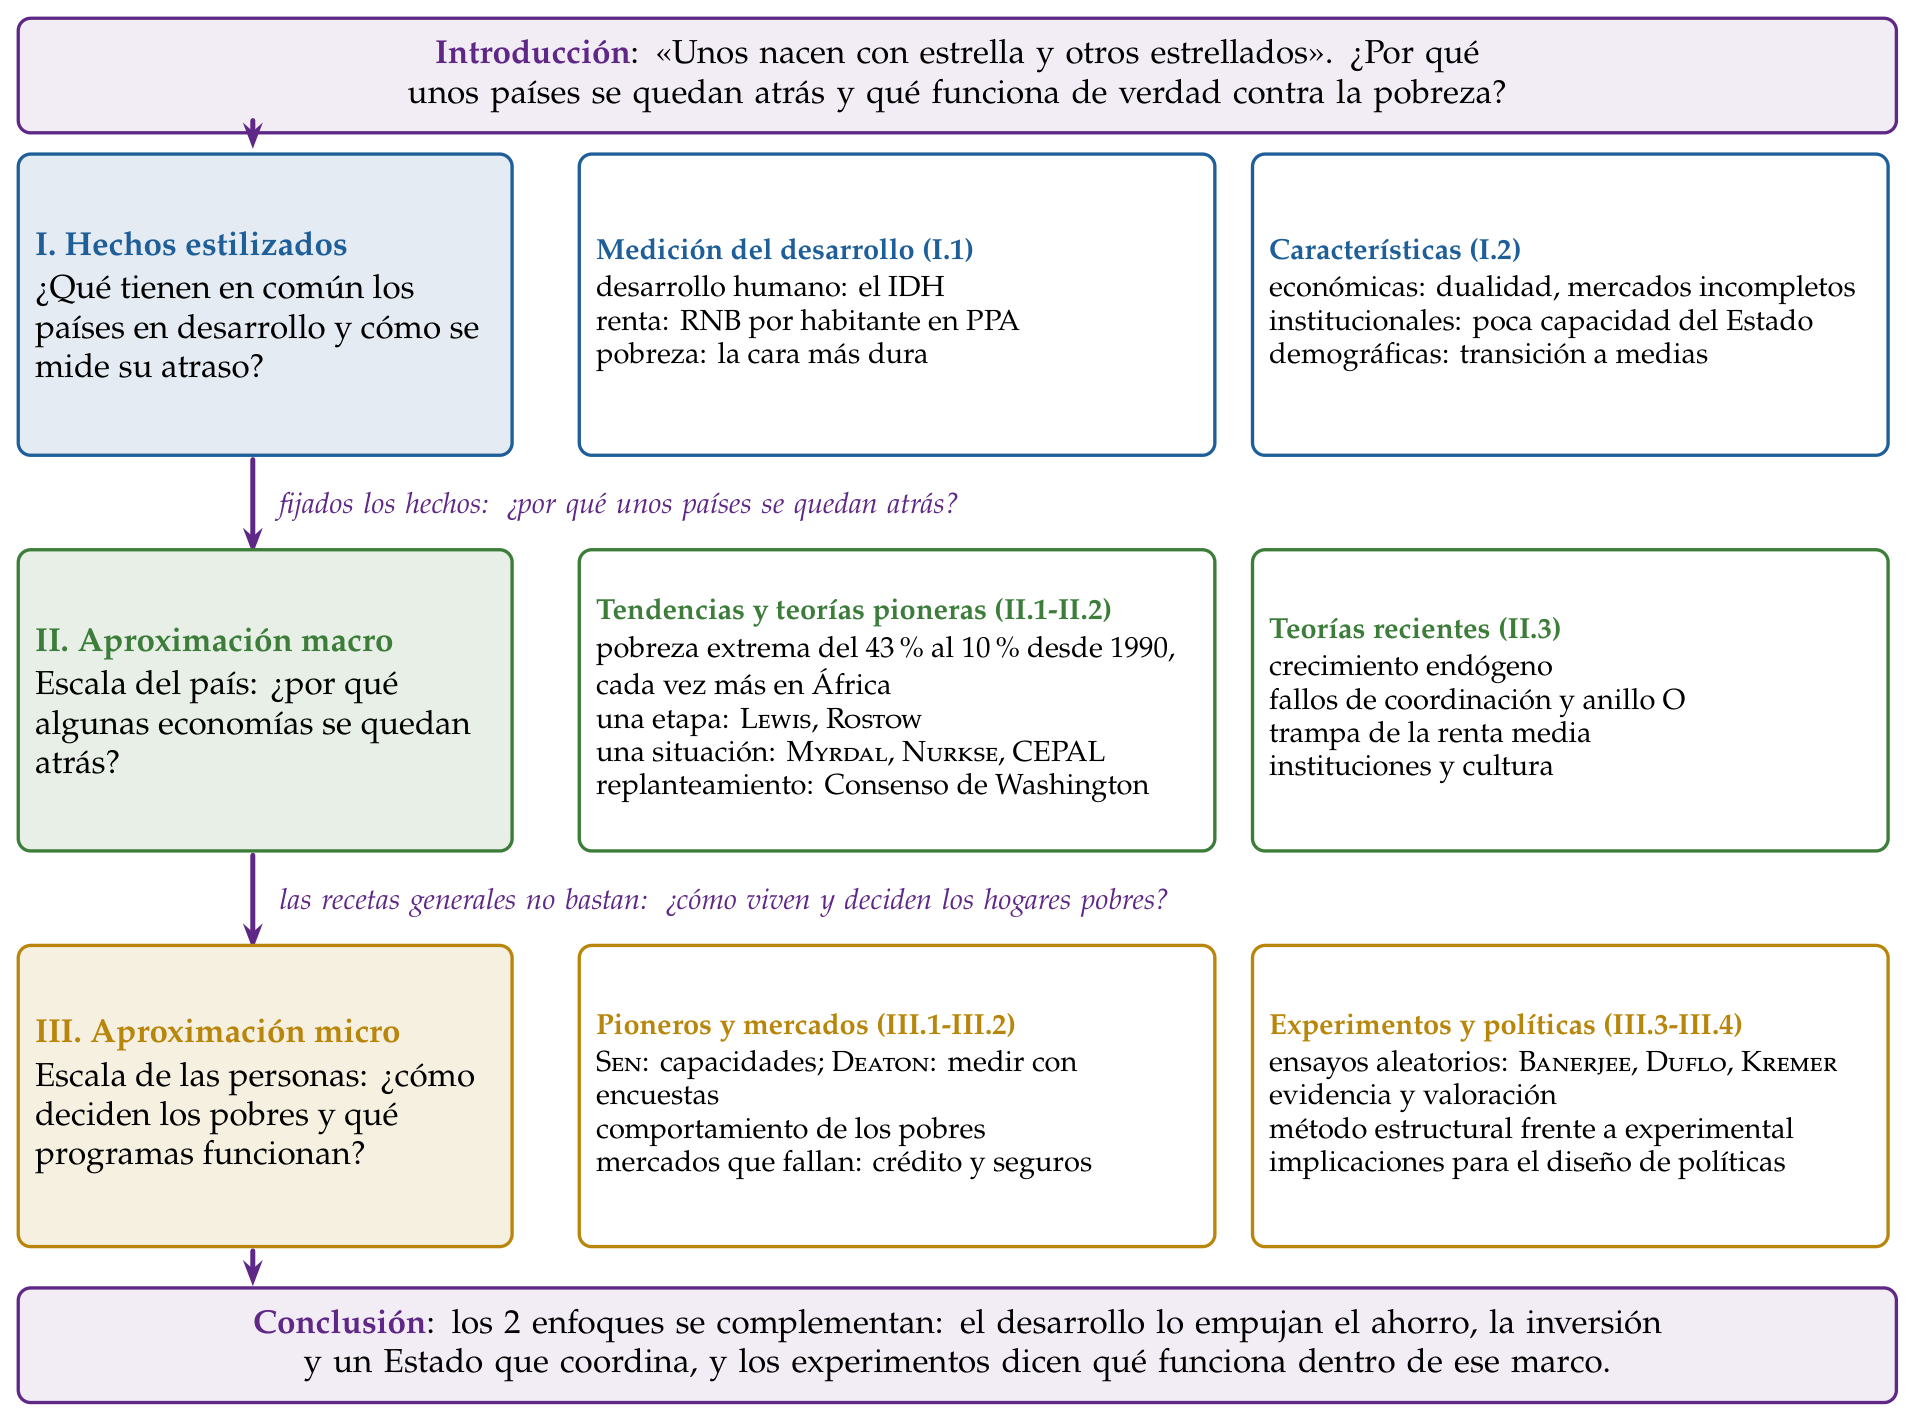 Introducción: «Unos nacen con estrella y otros estrellados». ¿Por qué
unos países se quedan atrás y qué funciona de verdad contra la pobreza?
I. Hechos estilizados
¿Qué tienen en común los
países en desarrollo y cómo se
mide su atraso?
Medición del desarrollo (I.1)
desarrollo humano: el IDH
renta: RNB por habitante en PPA
pobreza: la cara más dura
Características (I.2)
económicas: dualidad, mercados incompletos
institucionales: poca capacidad del Estado
demográficas: transición a medias
fijados los hechos: ¿por qué unos países se quedan atrás?
II. Aproximación macro
Escala del país: ¿por qué
algunas economías se quedan
atrás?
Tendencias y teorías pioneras (II.1-II.2)
pobreza extrema del 43 % al 10 % desde 1990,
cada vez más en África
una etapa: Lewis, Rostow
una situación: Myrdal, Nurkse, CEPAL
replanteamiento: Consenso de Washington
Teorías recientes (II.3)
crecimiento endógeno
fallos de coordinación y anillo O
trampa de la renta media
instituciones y cultura
las recetas generales no bastan: ¿cómo viven y deciden los hogares pobres?
III. Aproximación micro
Escala de las personas: ¿cómo
deciden los pobres y qué
programas funcionan?
Pioneros y mercados (III.1-III.2)
Sen: capacidades; Deaton: medir con
encuestas
comportamiento de los pobres
mercados que fallan: crédito y seguros
Experimentos y políticas (III.3-III.4)
ensayos aleatorios: Banerjee, Duflo, Kremer
evidencia y valoración
método estructural frente a experimental
implicaciones para el diseño de políticas
Conclusión: los 2 enfoques se complementan: el desarrollo lo empujan el ahorro, la inversión
y un Estado que coordina, y los experimentos dicen qué funciona dentro de ese marco.